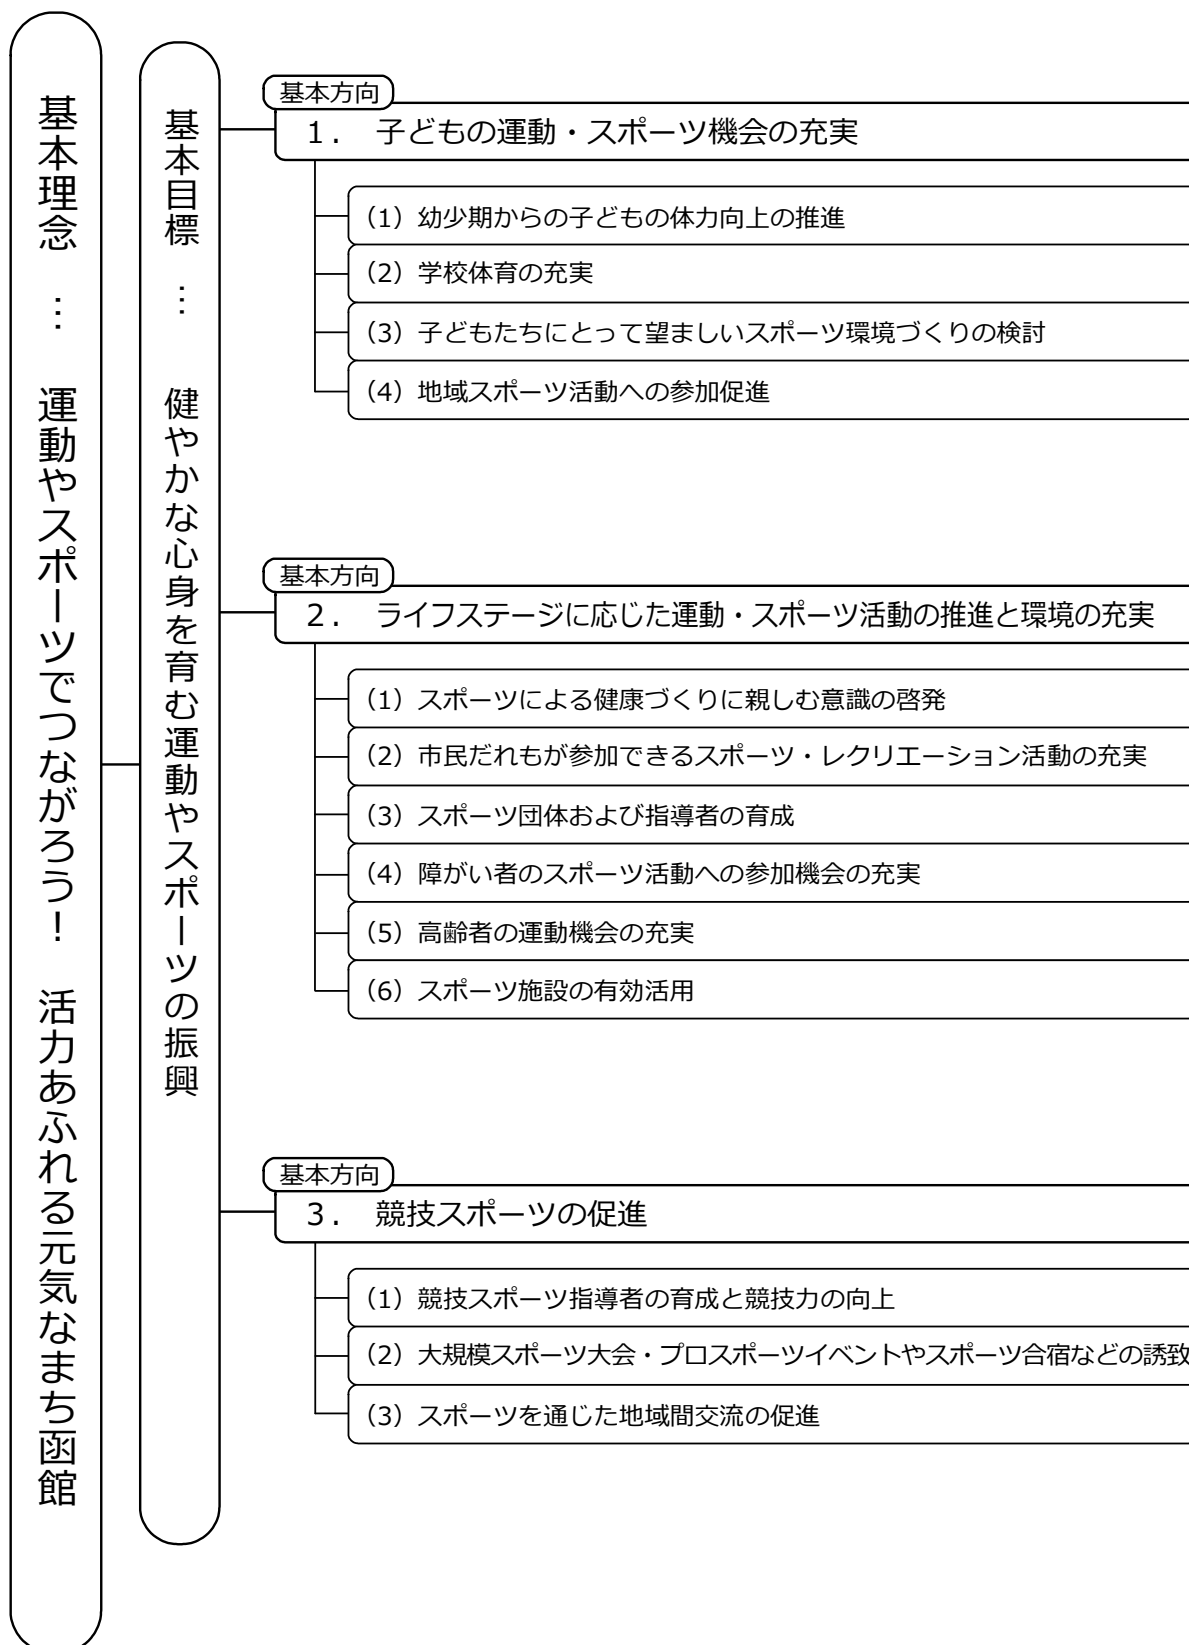 基本理念　…　運動やスポーツでつながろう！　活力あふれる元気なまち函館
基本目標　…　健やかな心身を育む運動やスポーツの振興
基本方向
１．　子どもの運動・スポーツ機会の充実
（1）幼少期からの子どもの体力向上の推進
（2）学校体育の充実
（3）子どもたちにとって望ましいスポーツ環境づくりの検討
（4）地域スポーツ活動への参加促進
基本方向
２．　ライフステージに応じた運動・スポーツ活動の推進と環境の充実
（1）スポーツによる健康づくりに親しむ意識の啓発
（2）市民だれもが参加できるスポーツ・レクリエーション活動の充実
（3）スポーツ団体および指導者の育成
（4）障がい者のスポーツ活動への参加機会の充実
（5）高齢者の運動機会の充実
（6）スポーツ施設の有効活用
基本方向
３．　競技スポーツの促進
（1）競技スポーツ指導者の育成と競技力の向上
（2）大規模スポーツ大会・プロスポーツイベントやスポーツ合宿などの誘致
（3）スポーツを通じた地域間交流の促進